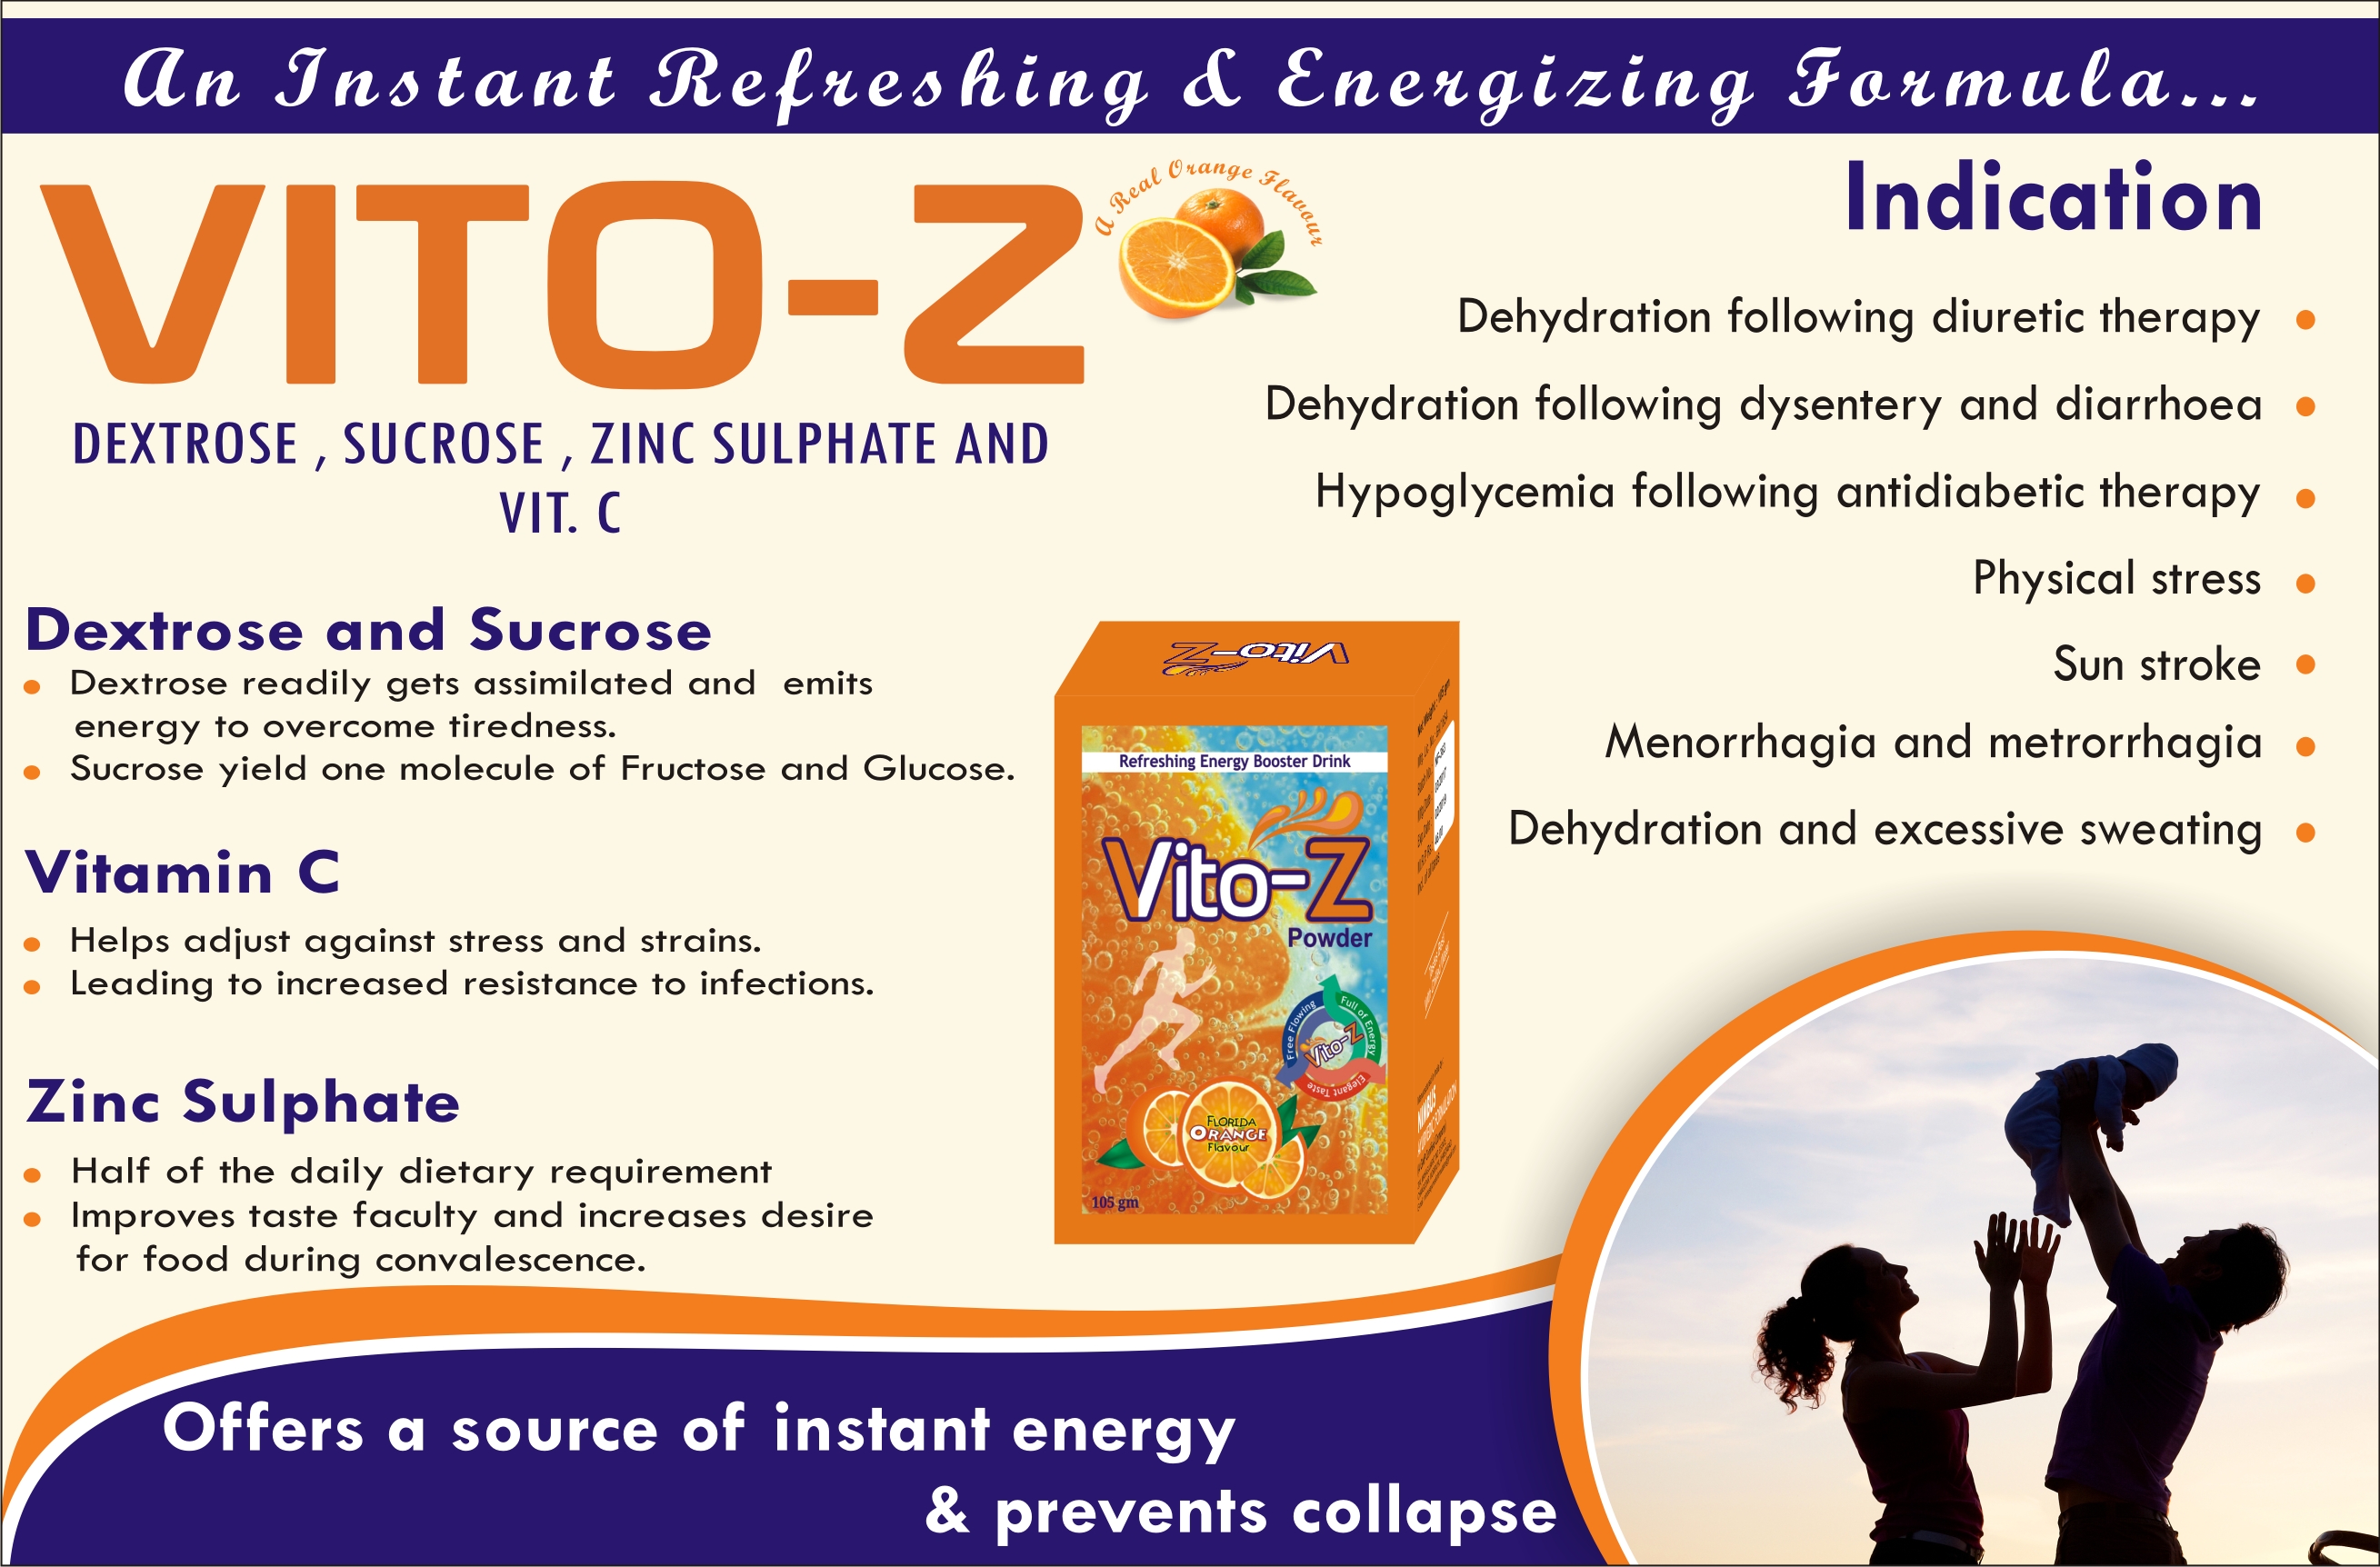 An Instant Refreshing & Energizing Formula...
VITO-Z
A Real Orange Flavour
DEXTROSE , SUCROSE , ZINC SULPHATE AND
VIT. C
Dextrose and Sucrose
Dextrose readily gets assimilated and emits
energy to overcome tiredness.
Sucrose yield one molecule of Fructose and Glucose.
Vitamin C
Helps adjust against stress and strains.
Leading to increased resistance to infections.
Zinc Sulphate
Half of the daily dietary requirement
Improves taste faculty and increases desire
for food during convalescence.
Vito-Z
Refreshing Energy Booster Drink
Vito-Z
Powder
Free Flowing
Full of Energy
Elegant Taste
Vito-Z
FLORIDA
ORANGE
Flavour
105 gm
NIMBUS
Indication
Dehydration following diuretic therapy
Dehydration following dysentery and diarrhoea
Hypoglycemia following antidiabetic therapy
Physical stress
Sun stroke
Menorrhagia and metrorrhagia
Dehydration and excessive sweating
Offers a source of instant energy
& prevents collapse